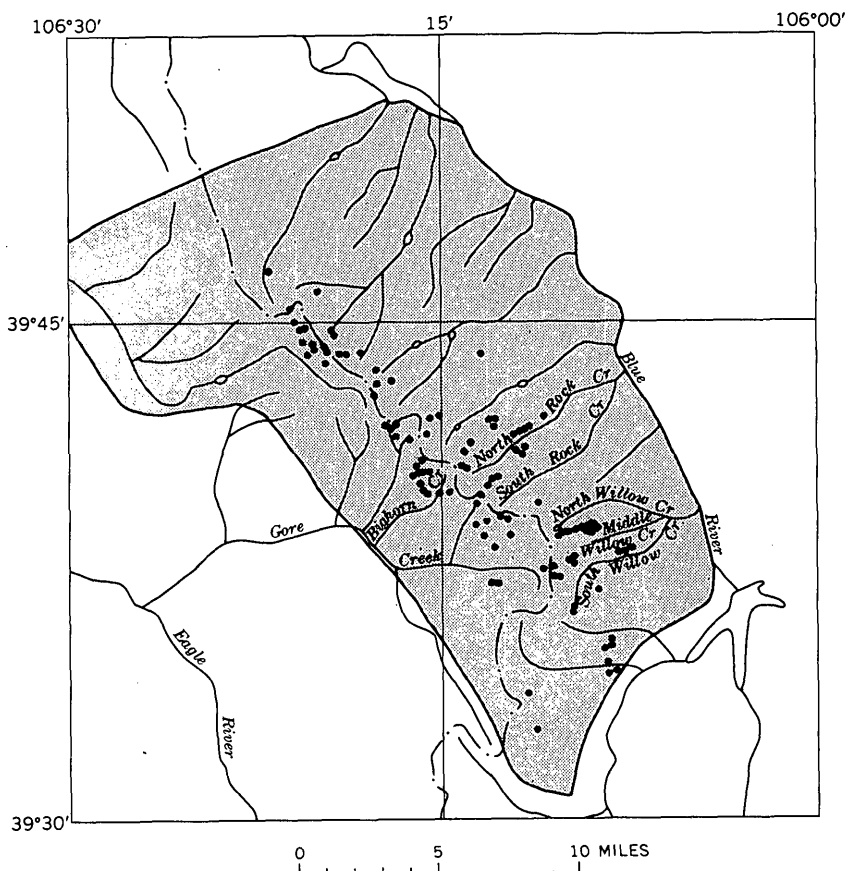 106°30′
15′
106°00′
39°45′
Blue
North Rock Cr
South Rock Cr
Bighorn Cr
North Willow Cr
Middle Willow Cr
South Willow Cr
River
Gore
Creek
Eagle
River
39°30′
0 5 10 MILES